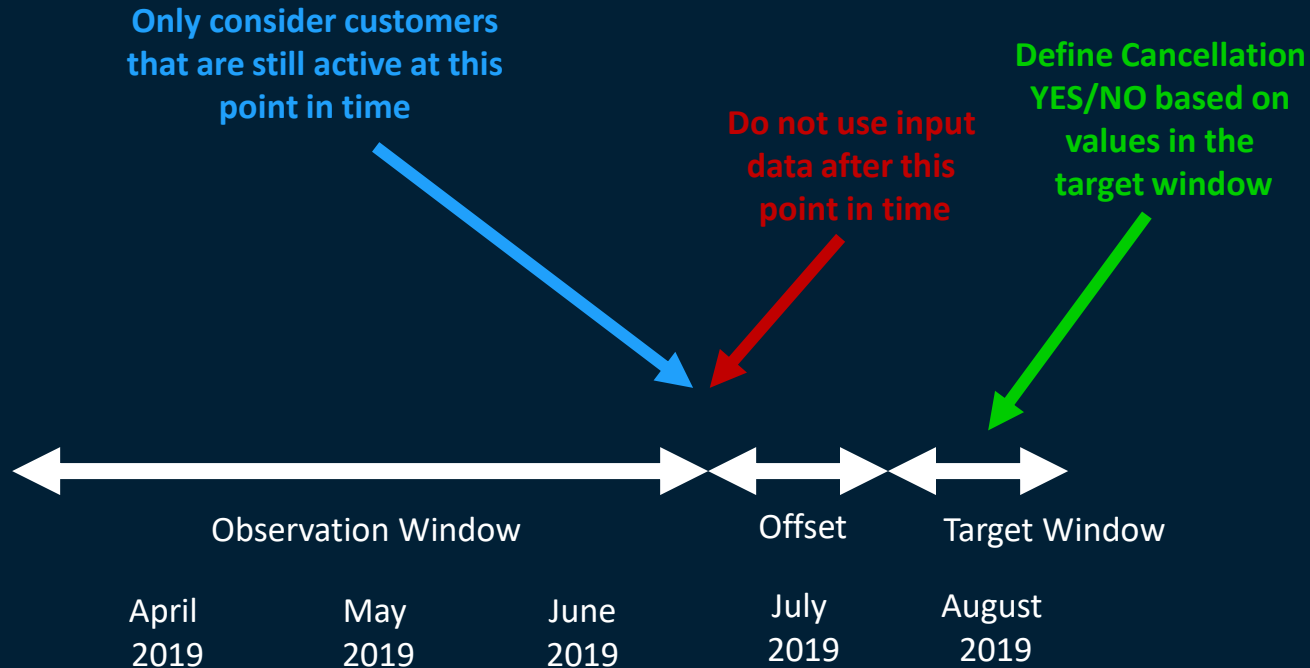 Only consider customers
that are still active at this
point in time
Do not use input
data after this
point in time
Define Cancellation
YES/NO based on
values in the
target window
Observation Window
Offset
Target Window
April
2019
May
2019
June
2019
July
2019
August
2019